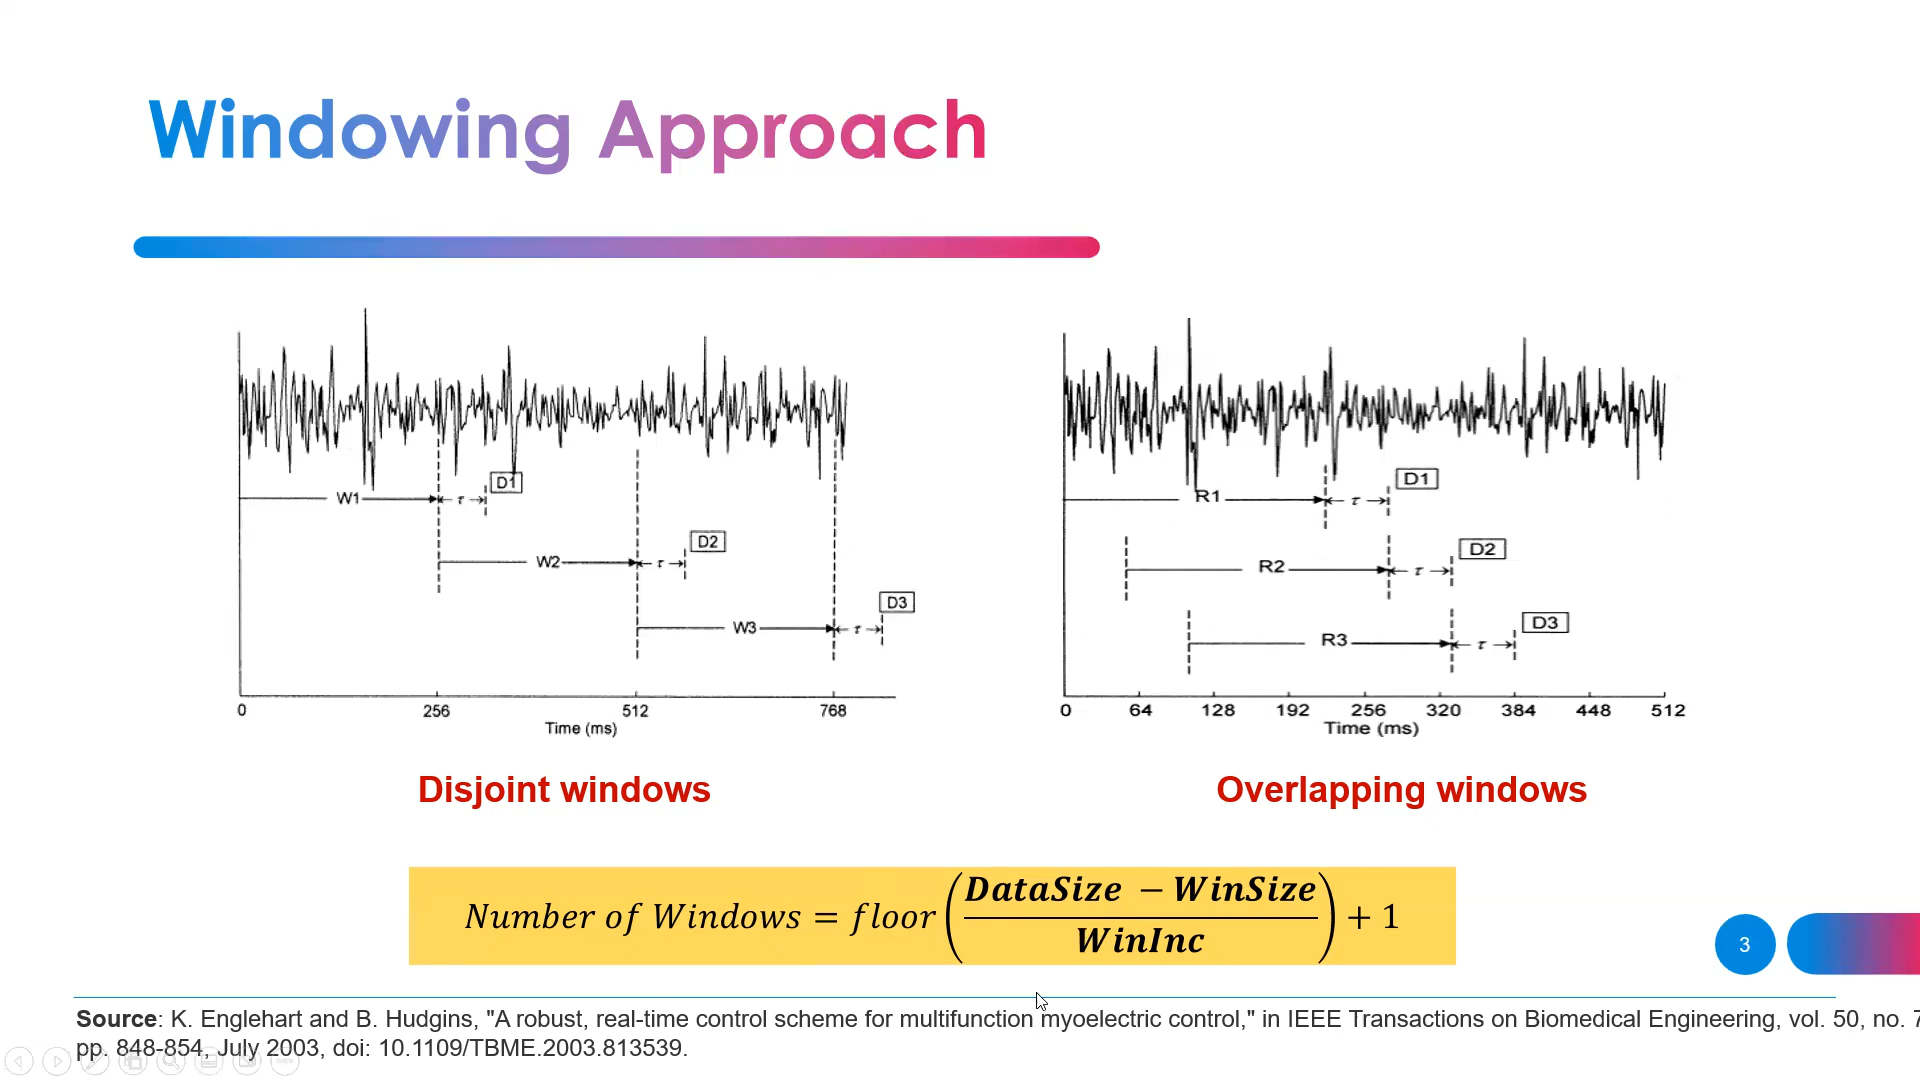 Windowing Approach
W1 τ D1
W2 τ D2
W3 τ D3
0 256 512 768
Time (ms)
R1 τ D1
R2 τ D2
R3 τ D3
0 64 128 192 256 320 384 448 512
Time (ms)
Disjoint windows
Overlapping windows
Number of Windows = floor(DataSize − WinSize / WinInc) + 1
3
Source: K. Englehart and B. Hudgins, "A robust, real-time control scheme for multifunction myoelectric control," in IEEE Transactions on Biomedical Engineering, vol. 50, no. 7
pp. 848-854, July 2003, doi: 10.1109/TBME.2003.813539.